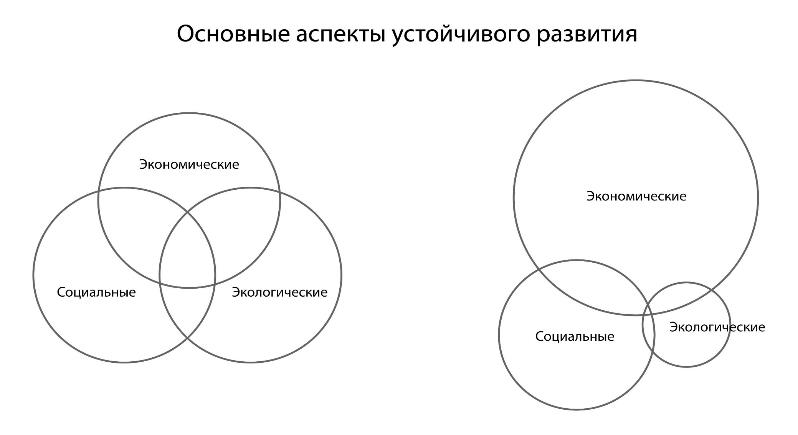 Основные аспекты устойчивого развития
Экономические
Социальные
Экологические
Экономические
Социальные
Экологические